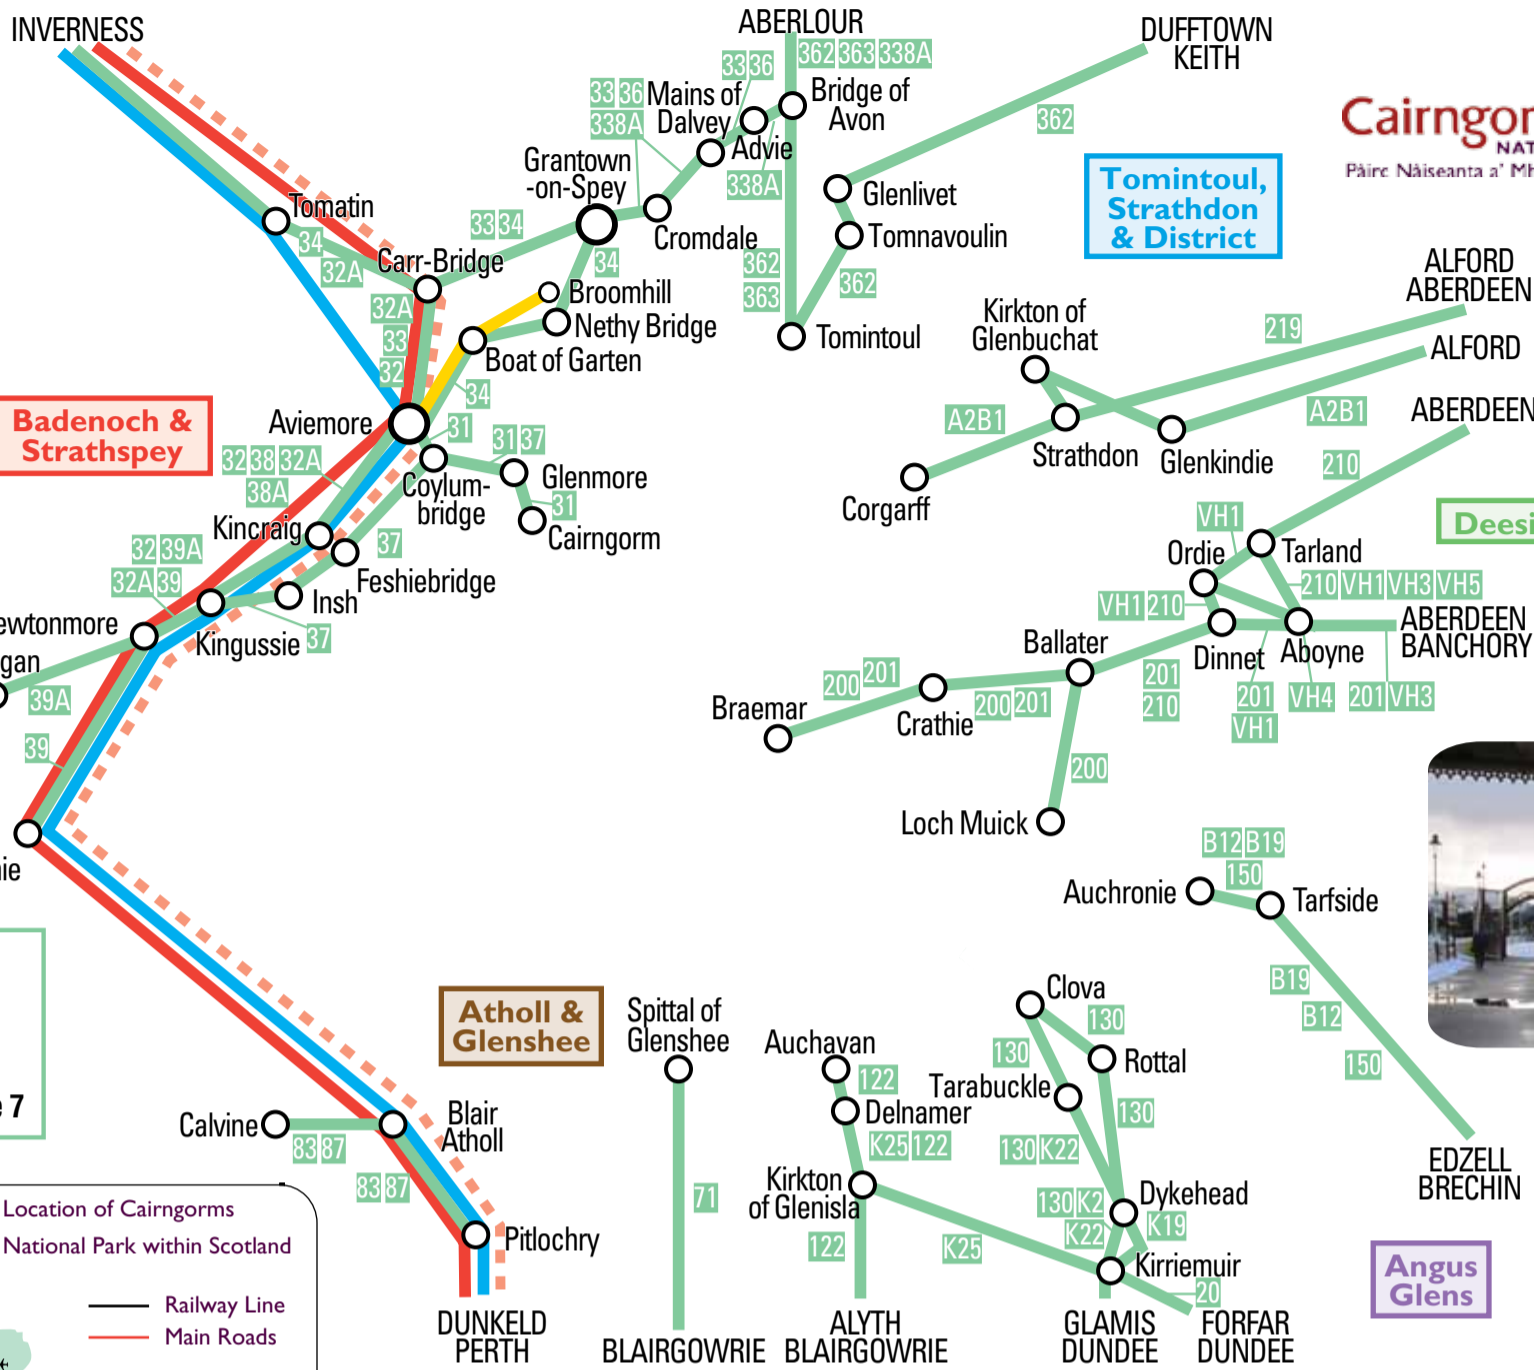 INVERNESS
ABERLOUR
DUFFTOWN
KEITH
362 363 338A
33 36
33 36
338A
Mains of
Dalvey
Bridge of
Avon
Advie
362
Grantown
-on-Spey
338A
Glenlivet
Tomatin
33 34
Cromdale
Tomnavoulin
34
32A
Carr-Bridge
34
362
363
362
32A
33
32
Broomhill
Nethy Bridge
Boat of Garten
Tomintoul
34
Tomintoul,
Strathdon
& District
ALFORD
ABERDEEN
Kirkton of
Glenbuchat
219
ALFORD
A2B1
A2B1
Strathdon
Glenkindie
Corgarff
Badenoch &
Strathspey
Aviemore
31
31 37
32 38 32A
38A
Coylum-
bridge
Glenmore
31
Cairngorm
Kincraig
37
Feshiebridge
32 39A
32A 39
Insh
Kingussie
37
39A
39
ABERDEEN
210
VH1
Ordie
Tarland
210 VH1 VH3 VH5
VH1 210
ABERDEEN
BANCHORY
Ballater
Dinnet
Aboyne
201
210
201
VH1
VH4
201 VH3
200 201
200 201
Braemar
Crathie
200
Loch Muick
B12 B19
150
Auchronie
Tarfside
B19
B12
150
EDZELL
BRECHIN
Atholl &
Glenshee
Spittal of
Glenshee
71
BLAIRGOWRIE
Calvine
83 87
Blair
Atholl
83 87
Pitlochry
DUNKELD
PERTH
Auchavan
122
Delnamer
K25 122
Kirkton
of Glenisla
122
K25
ALYTH
BLAIRGOWRIE
Clova
130
130
Rottal
Tarabuckle
130
130 K22
130 K2
K22
Dykehead
K19
Kirriemuir
20
GLAMIS
DUNDEE
FORFAR
DUNDEE
Angus
Glens
7
Location of Cairngorms
National Park within Scotland
Railway Line
Main Roads